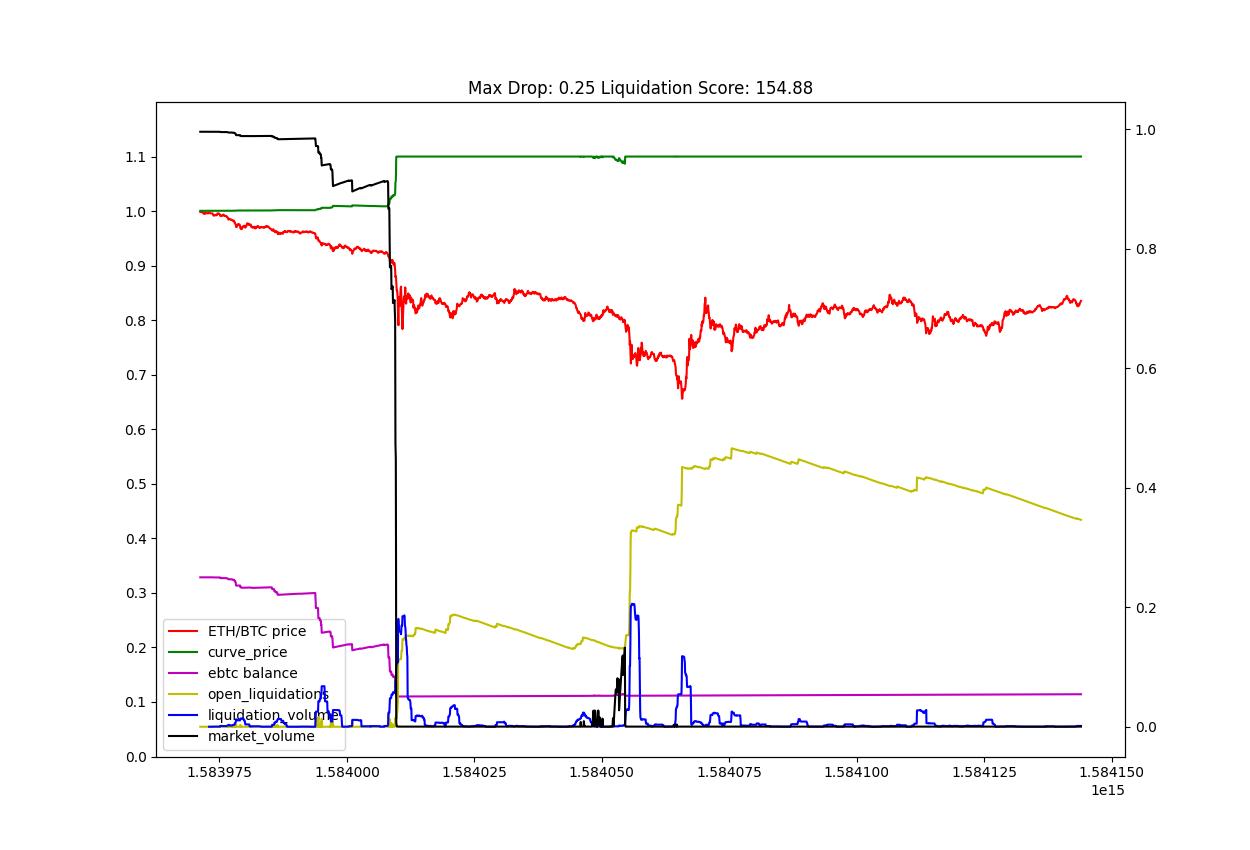 Max Drop: 0.25 Liquidation Score: 154.88
1.1
1.0
0.9
0.8
0.7
0.6
0.5
0.4
0.3
0.2
0.1
0.0
1.0
0.8
0.6
0.4
0.2
0.0
ETH/BTC price
curve_price
ebtc balance
open_liquidations
liquidation_volume
market_volume
1.583975 1.584000 1.584025 1.584050 1.584075 1.584100 1.584125 1.584150
1e15